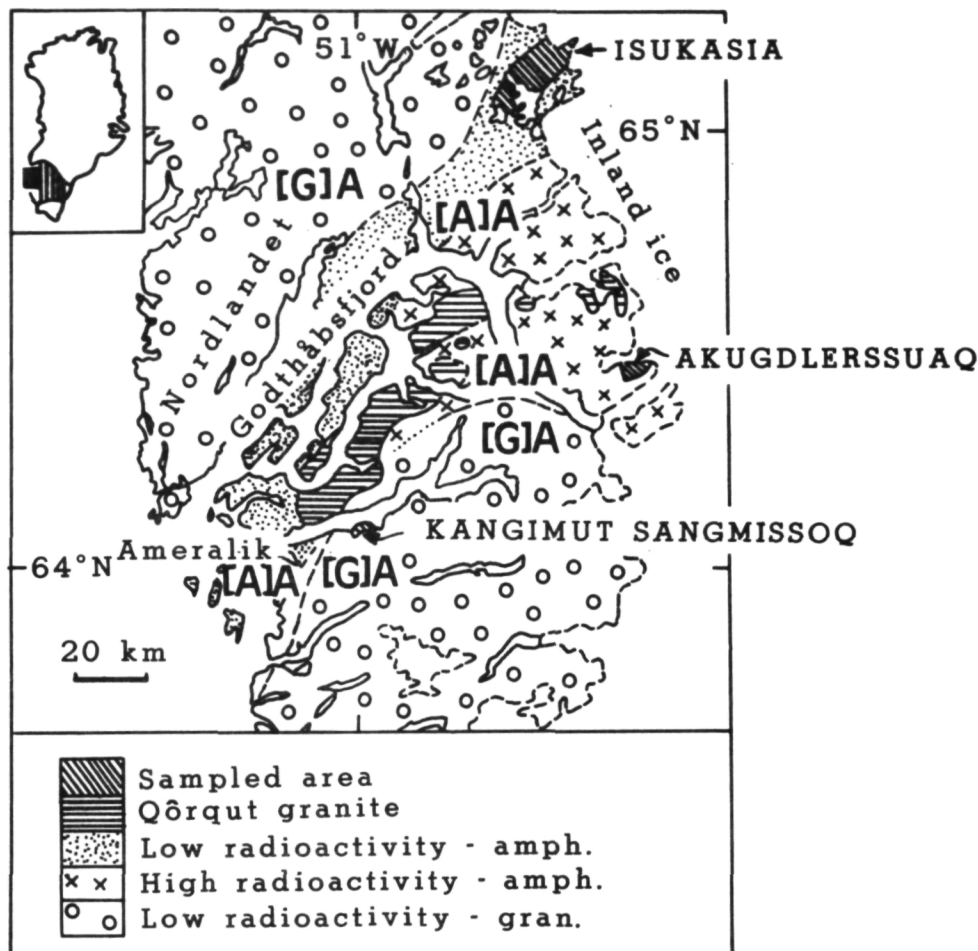 51° W
ISUKASIA
65°N
Inland ice
[G]A
[A]A
Nordlandet
Godthåbsfjord
AKUGDLERSSUAQ
[A]A
[G]A
KANGIMUT SANGMISSOQ
Ameralik
64°N
[A]A
[G]A
20 km
Sampled area
Qôrqut granite
Low radioactivity - amph.
High radioactivity - amph.
Low radioactivity - gran.